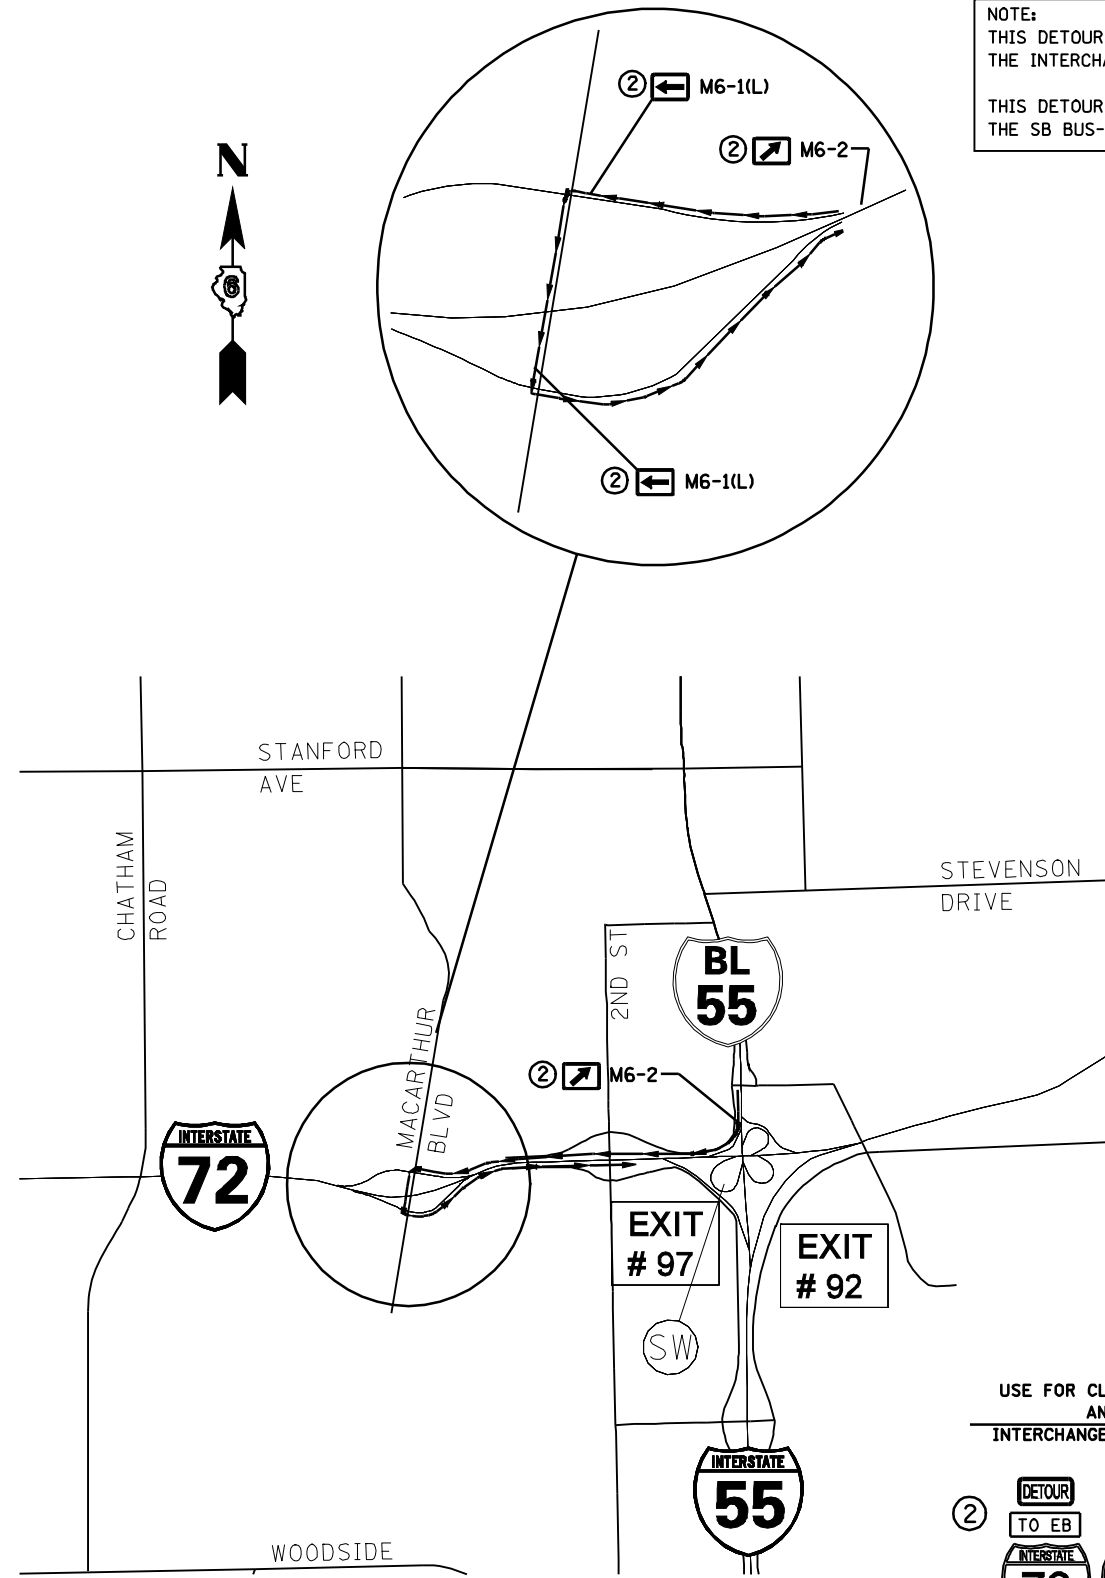 NOTE:
THIS DETOUR
THE INTERCHA
THIS DETOUR
THE SB BUS-
2 M6-1(L)
2 M6-2
N
6
2 M6-1(L)
STANFORD
AVE
CHATHAM
ROAD
STEVENSON
DRIVE
2ND ST
BL
55
MACARTHUR
BLVD
2 M6-2
INTERSTATE
72
EXIT
# 97
EXIT
# 92
SW
USE FOR CL
AN
INTERCHANGE
INTERSTATE
55
DETOUR
2
TO EB
INTERSTATE
WOODSIDE